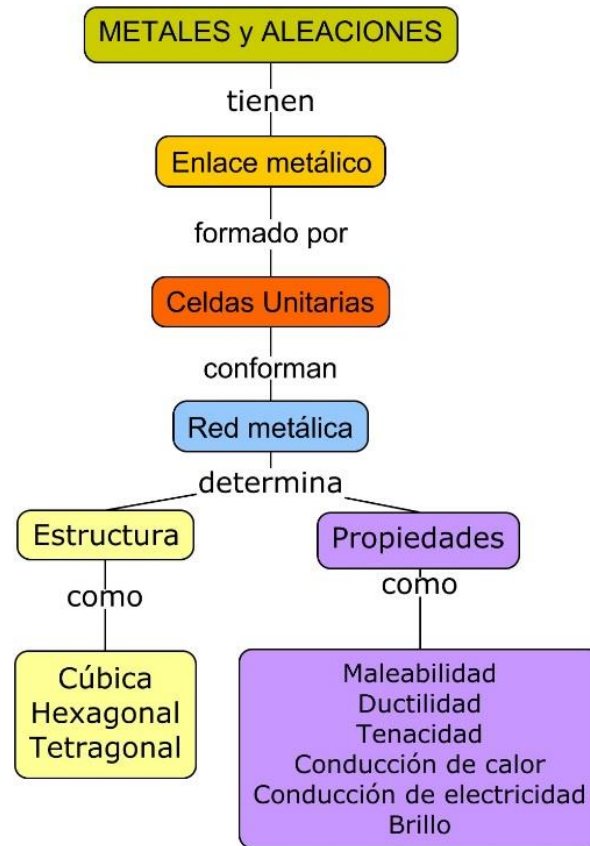 METALES y ALEACIONES
tienen
Enlace metálico
formado por
Celdas Unitarias
conforman
Red metálica
determina
Estructura
como
Cúbica
Hexagonal
Tetragonal
Propiedades
como
Maleabilidad
Ductilidad
Tenacidad
Conducción de calor
Conducción de electricidad
Brillo